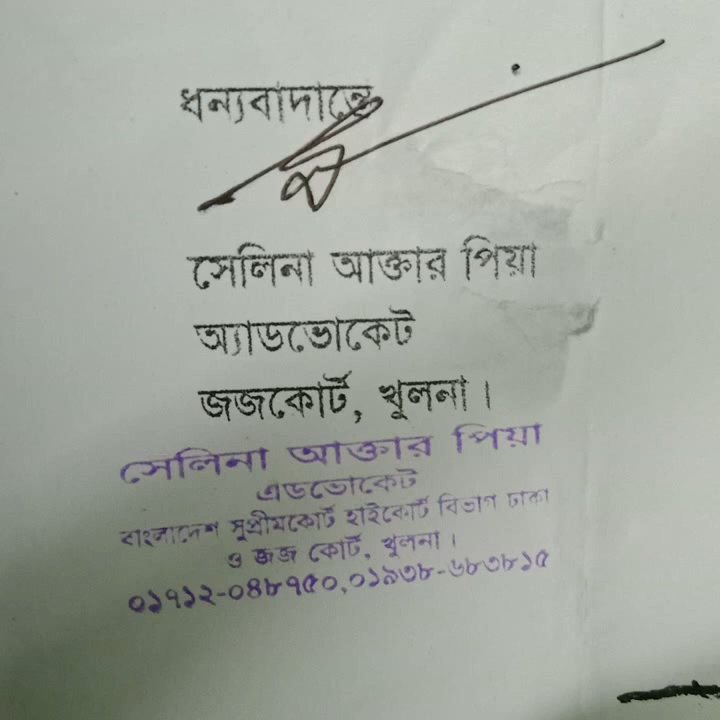 ধন্যবাদান্তে
সেলিনা আক্তার পিয়া
অ্যাডভোকেট
জজকোর্ট, খুলনা।
সেলিনা আক্তার পিয়া
এডভোকেট
বাংলাদেশ সুপ্রীমকোর্ট হাইকোর্ট বিভাগ ঢাকা
ও জজ কোর্ট, খুলনা।
০১৭১২-০৪৮৭৫০,০১৯৩৮-৬৮৩৮১৫